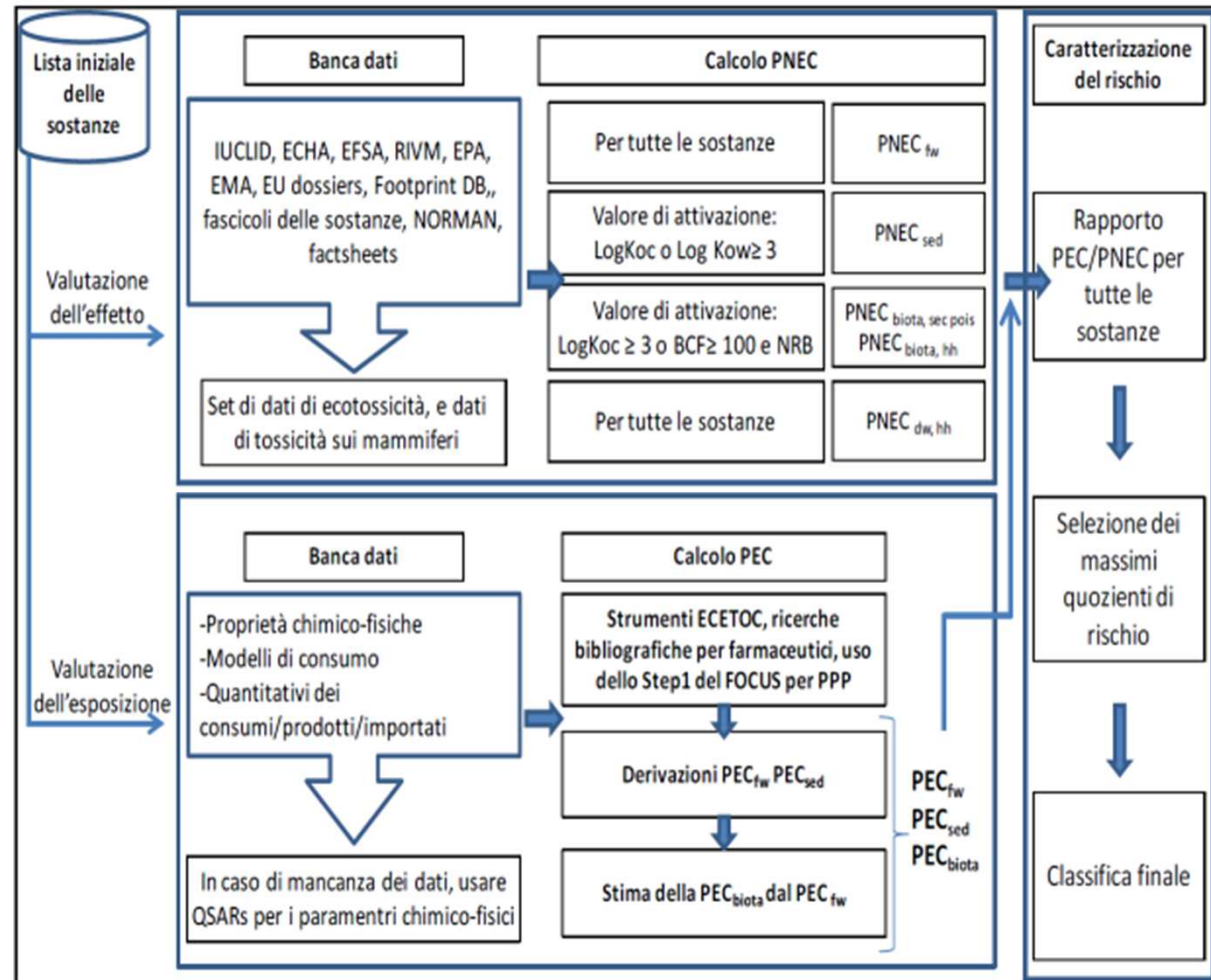 Lista iniziale
delle
sostanze
Valutazione
dell'effetto
Valutazione
dell'esposizione
Banca dati
IUCLID, ECHA, EFSA, RIVM, EPA,
EMA, EU dossiers, Footprint DB,,
fascicoli delle sostanze, NORMAN,
factsheets
Set di dati di ecotossicità, e dati
di tossicità sui mammiferi
Calcolo PNEC
Per tutte le sostanze
PNEC fw
Valore di attivazione:
LogKoc o Log Kow≥ 3
PNEC sed
Valore di attivazione:
LogKoc ≥ 3 o BCF≥ 100 e NRB
PNEC biota, sec pois
PNEC biota, hh
Per tutte le sostanze
PNEC dw, hh
Banca dati
-Proprietà chimico-fisiche
-Modelli di consumo
-Quantitativi dei
consumi/prodotti/importati
In caso di mancanza dei dati, usare
QSARs per i paramentri chimico-fisici
Calcolo PEC
Strumenti ECETOC, ricerche
bibliografiche per farmaceutici, uso
dello Step1 del FOCUS per PPP
Derivazioni PECfw PECsed
Stima della PECbiota dal PEC fw
PECfw
PECsed
PECbiota
Caratterizzazione
del rischio
Rapporto
PEC/PNEC per
tutte le
sostanze
Selezione dei
massimi
quozienti di
rischio
Classifica finale